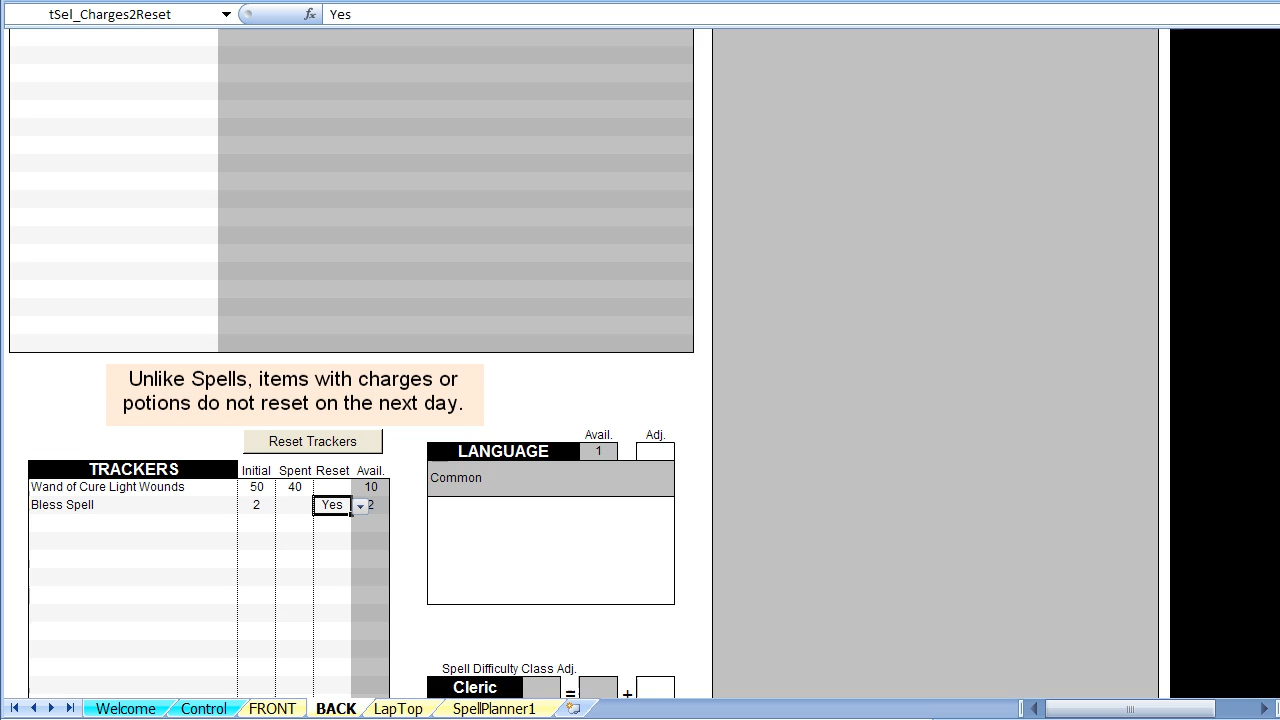 tSel_Charges2Reset fx Yes
Unlike Spells, items with charges or
potions do not reset on the next day.
Reset Trackers
TRACKERS Initial Spent Reset Avail.
Wand of Cure Light Wounds 50 40 10
Bless Spell 2 Yes 2
Avail. Adj.
LANGUAGE 1
Common
Spell Difficulty Class Adj.
Cleric = +
Welcome Control FRONT BACK LapTop SpellPlanner1